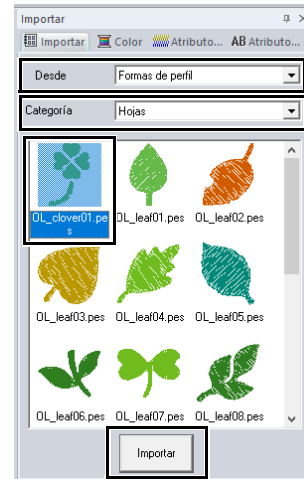 Importar
Importar Color Atributo... AB Atributo...
Desde Formas de perfil
Categoría Hojas
OL_clover01.pe
s
OL_leaf01.pes OL_leaf02.pes
OL_leaf03.pes OL_leaf04.pes OL_leaf05.pes
OL_leaf06.pes OL_leaf07.pes OL_leaf08.pes
Importar